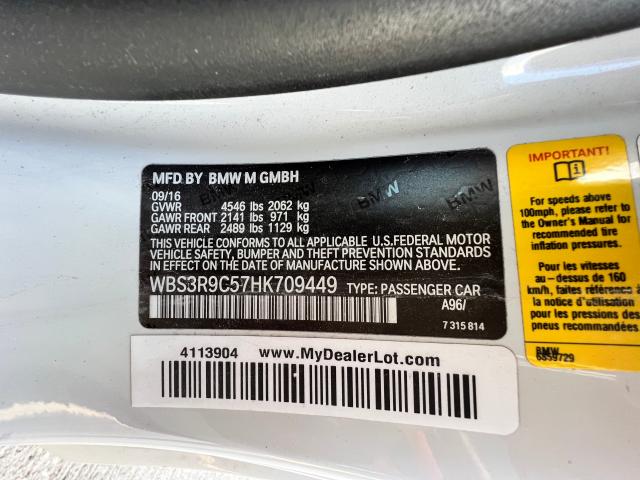 MFD.BY BMW M GMBH
09/16
GVWR 4546 lbs 2062 kg
GAWR FRONT 2141 lbs 971 kg
GAWR REAR 2489 lbs 1129 kg
THIS VEHICLE CONFORMS TO ALL APPLICABLE U.S.FEDERAL MOTOR
VEHICLE SAFETY, BUMPER AND THEFT PREVENTION STANDARDS
IN EFFECT ON THE DATE OF MANUFACTURE SHOWN ABOVE.
WBS3R9C57HK709449 TYPE: PASSENGER CAR
A96/
7 315 814
BMW
BMW
BMW
4113904 www.MyDealerLot.com
IMPORTANT!
For speeds above
100mph, please refer to
the Owner's Manual for
recommended tire
inflation pressures.
Pour les vitesses
au-dessus de 160
km/h, faites référence
à la notice d'utilisation
pour les pressions des
pneus recommandées.
BMW
6859729